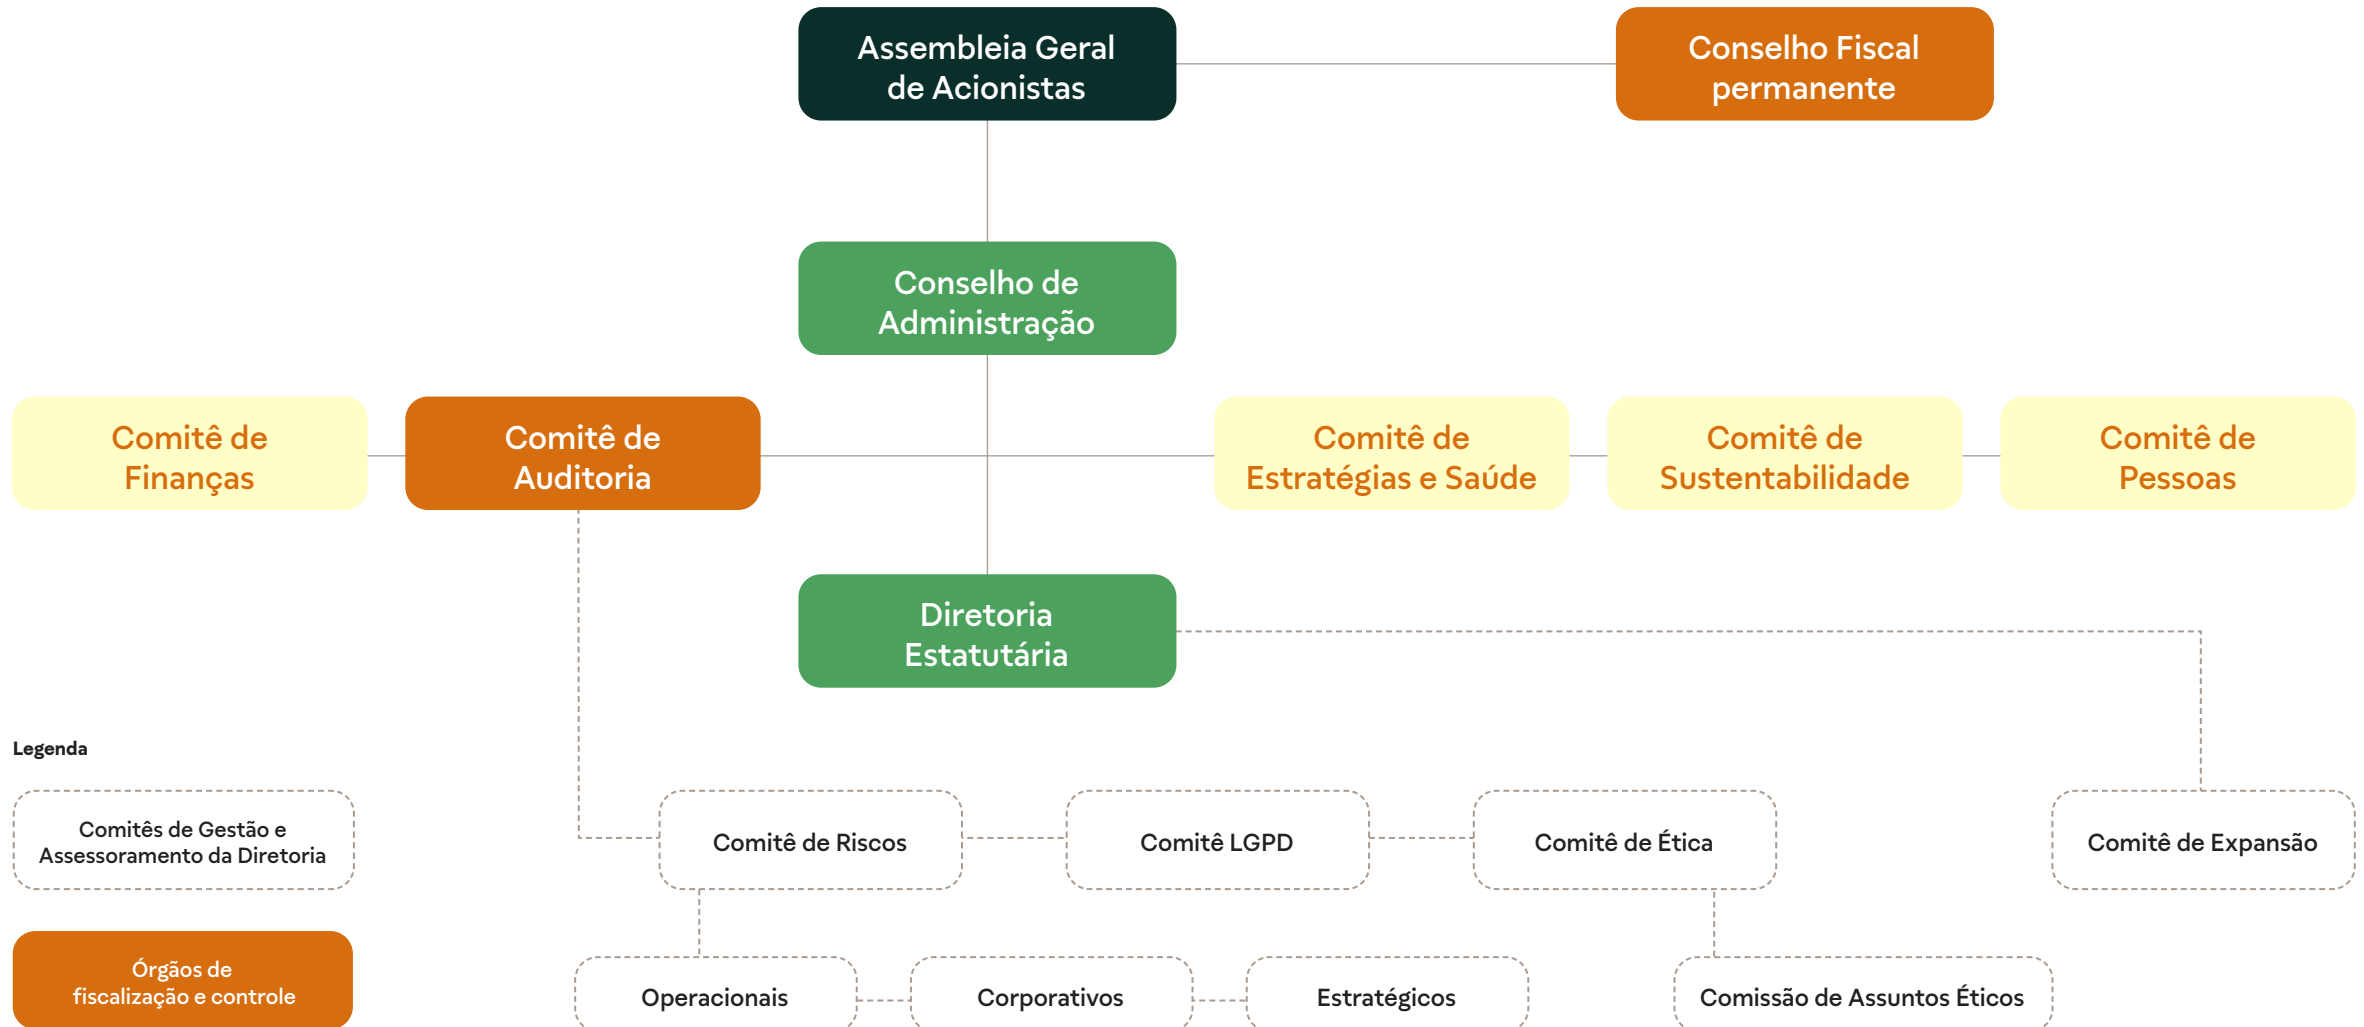 Assembleia Geral
de Acionistas
Conselho Fiscal
permanente
Conselho de
Administração
Comitê de
Finanças
Comitê de
Auditoria
Comitê de
Estratégias e Saúde
Comitê de
Sustentabilidade
Comitê de
Pessoas
Diretoria
Estatutária
Legenda
Comitês de Gestão e
Assessoramento da Diretoria
Órgãos de
fiscalização e controle
Comitê de Riscos
Comitê LGPD
Comitê de Ética
Comitê de Expansão
Operacionais
Corporativos
Estratégicos
Comissão de Assuntos Éticos